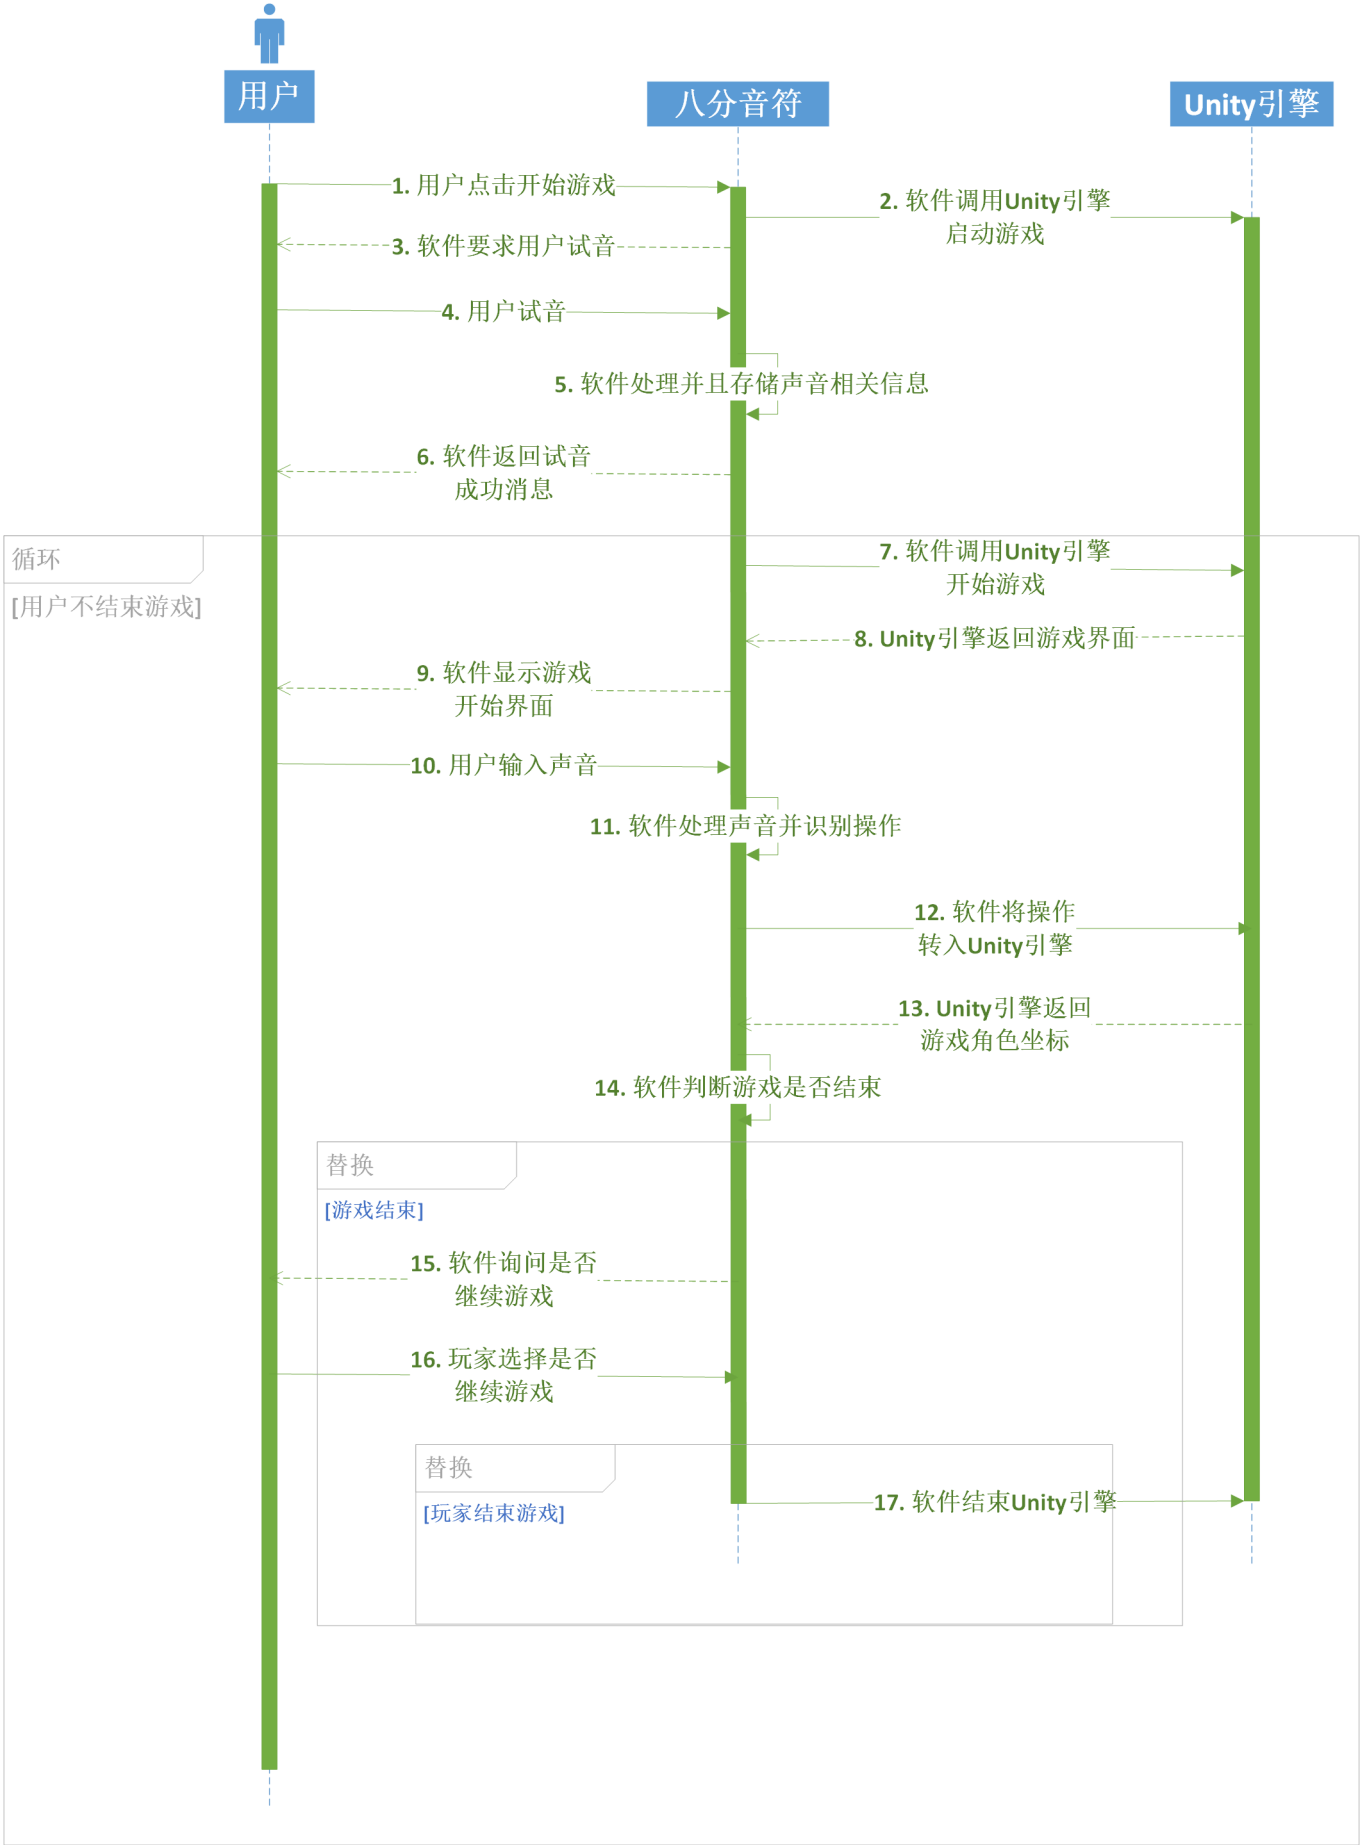 用户
八分音符
Unity引擎
1. 用户点击开始游戏
2. 软件调用Unity引擎
启动游戏
3. 软件要求用户试音
4. 用户试音
5. 软件处理并且存储声音相关信息
6. 软件返回试音
成功消息
循环
[用户不结束游戏]
7. 软件调用Unity引擎
开始游戏
8. Unity引擎返回游戏界面
9. 软件显示游戏
开始界面
10. 用户输入声音
11. 软件处理声音并识别操作
12. 软件将操作
转入Unity引擎
13. Unity引擎返回
游戏角色坐标
14. 软件判断游戏是否结束
替换
[游戏结束]
15. 软件询问是否
继续游戏
16. 玩家选择是否
继续游戏
替换
[玩家结束游戏]
17. 软件结束Unity引擎